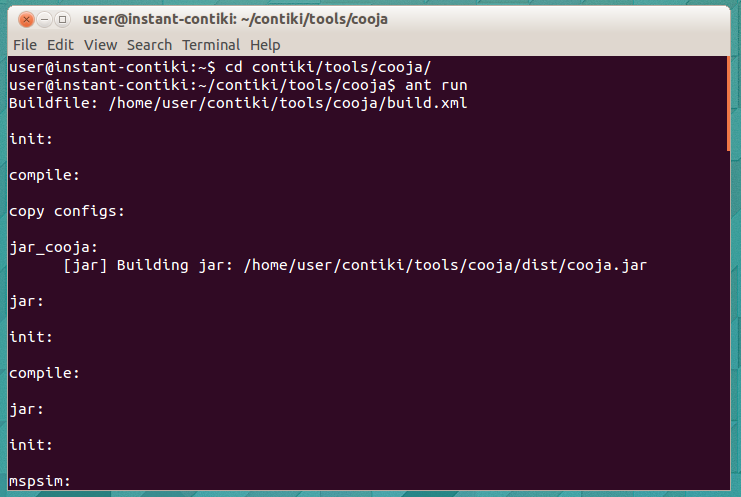 user@instant-contiki: ~/contiki/tools/cooja
File Edit View Search Terminal Help
user@instant-contiki:~$ cd contiki/tools/cooja/
user@instant-contiki:~/contiki/tools/cooja$ ant run
Buildfile: /home/user/contiki/tools/cooja/build.xml
init:
compile:
copy configs:
jar_cooja:
[jar] Building jar: /home/user/contiki/tools/cooja/dist/cooja.jar
jar:
init:
compile:
jar:
init:
mspsim: